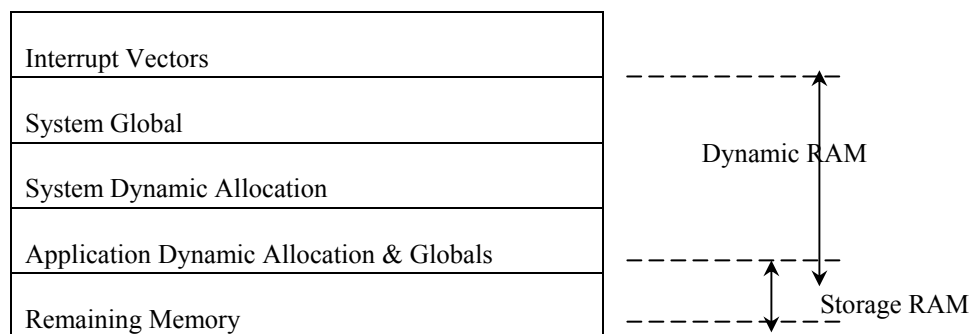 Interrupt Vectors
System Global
Dynamic RAM
System Dynamic Allocation
Application Dynamic Allocation & Globals
Storage RAM
Remaining Memory